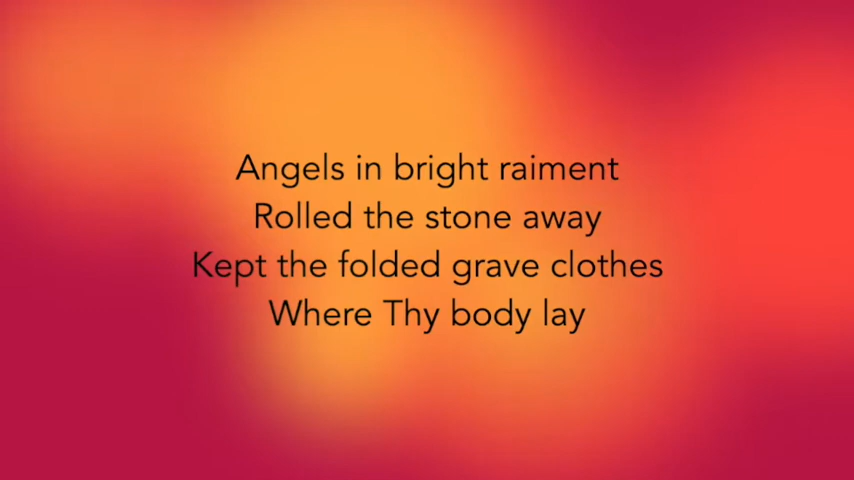 Angels in bright raiment
Rolled the stone away
Kept the folded grave clothes
Where Thy body lay